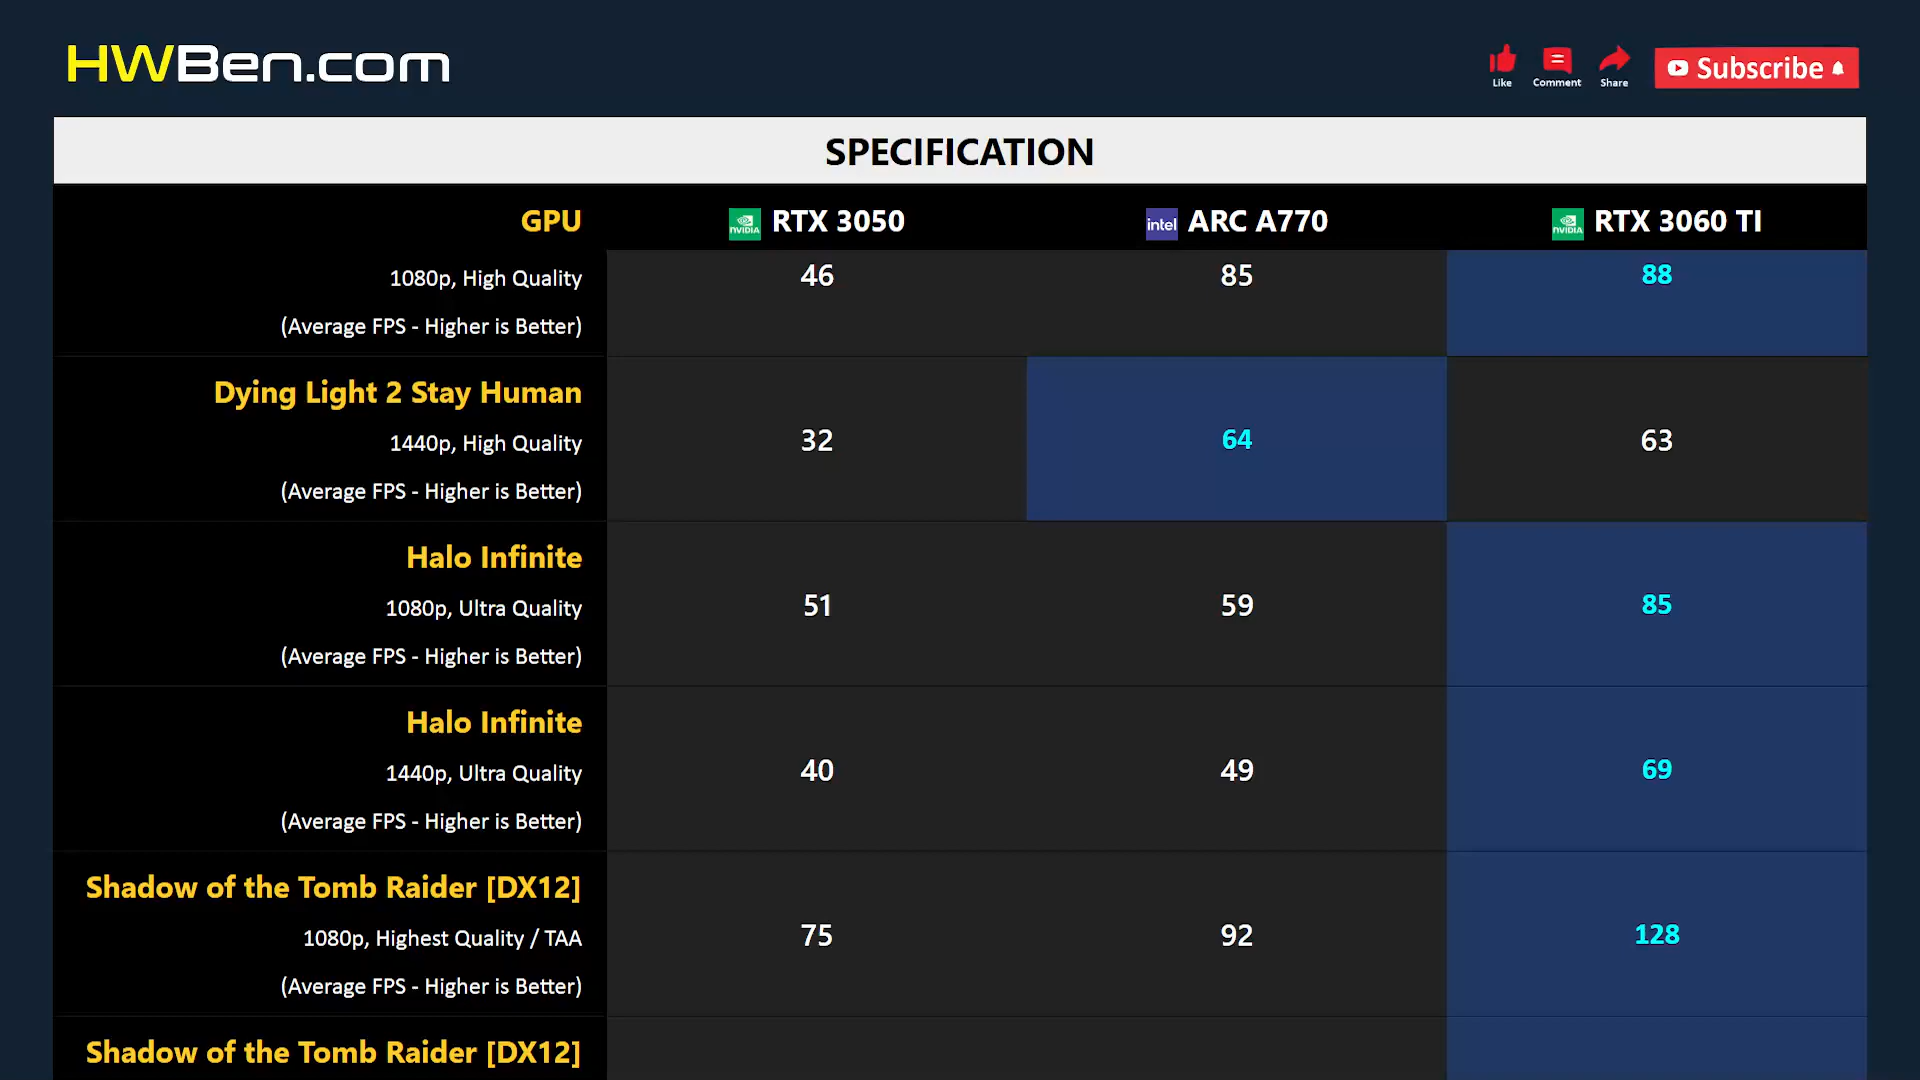 HWBen.com
Like
Comment
Share
Subscribe
SPECIFICATION
GPU
NVIDIA RTX 3050
intel ARC A770
NVIDIA RTX 3060 TI
1080p, High Quality 46 85 88
(Average FPS - Higher is Better)
Dying Light 2 Stay Human
1440p, High Quality 32 64 63
(Average FPS - Higher is Better)
Halo Infinite
1080p, Ultra Quality 51 59 85
(Average FPS - Higher is Better)
Halo Infinite
1440p, Ultra Quality 40 49 69
(Average FPS - Higher is Better)
Shadow of the Tomb Raider [DX12]
1080p, Highest Quality / TAA 75 92 128
(Average FPS - Higher is Better)
Shadow of the Tomb Raider [DX12]